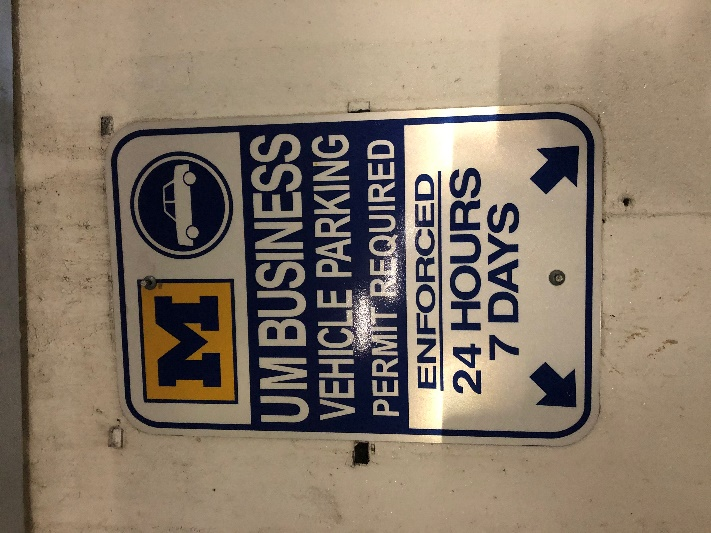 M
UM BUSINESS
VEHICLE PARKING
PERMIT REQUIRED
ENFORCED
24 HOURS
7 DAYS